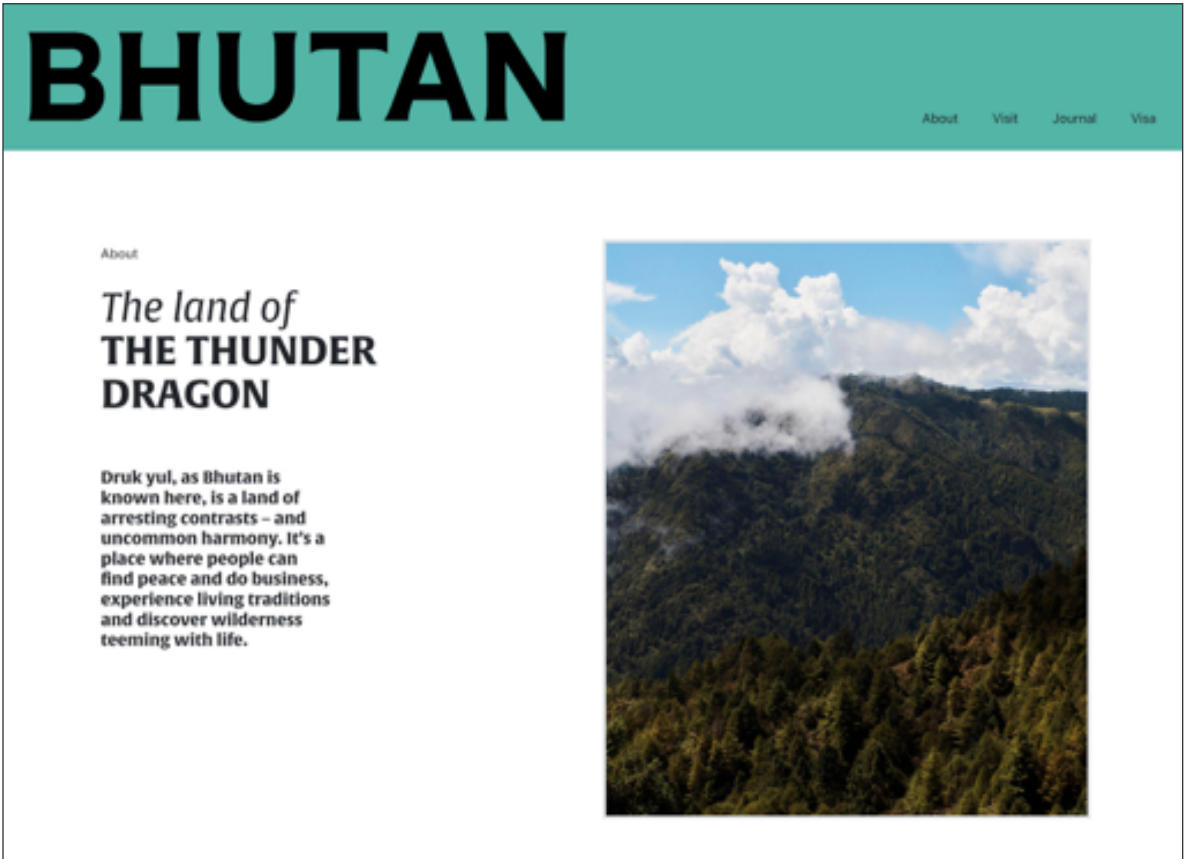 BHUTAN
About Visit Journal Visa
About
The land of
THE THUNDER
DRAGON
Druk yul, as Bhutan is
known here, is a land of
arresting contrasts – and
uncommon harmony. It's a
place where people can
find peace and do business,
experience living traditions
and discover wilderness
teeming with life.